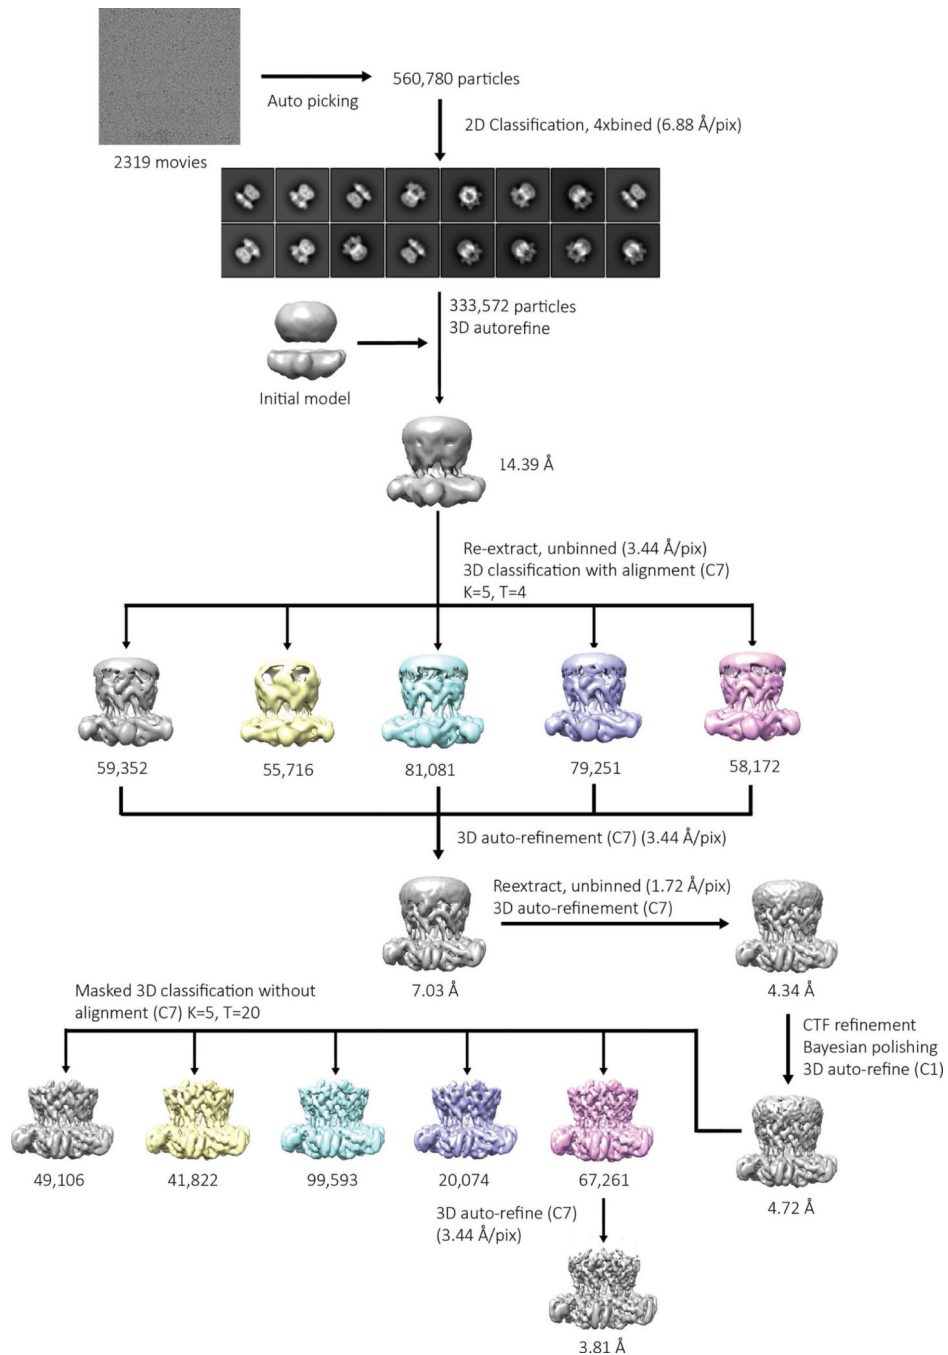 560,780 particles
Auto picking
2D Classification, 4xbined (6.88 Å/pix)
2319 movies
333,572 particles
3D autorefine
Initial model
14.39 Å
Re-extract, unbinned (3.44 Å/pix)
3D classification with alignment (C7)
K=5, T=4
59,352
55,716
81,081
79,251
58,172
3D auto-refinement (C7) (3.44 Å/pix)
Reextract, unbinned (1.72 Å/pix)
3D auto-refinement (C7)
7.03 Å
4.34 Å
Masked 3D classification without
alignment (C7) K=5, T=20
CTF refinement
Bayesian polishing
3D auto-refine (C1)
49,106
41,822
99,593
20,074
67,261
4.72 Å
3D auto-refine (C7)
(3.44 Å/pix)
3.81 Å